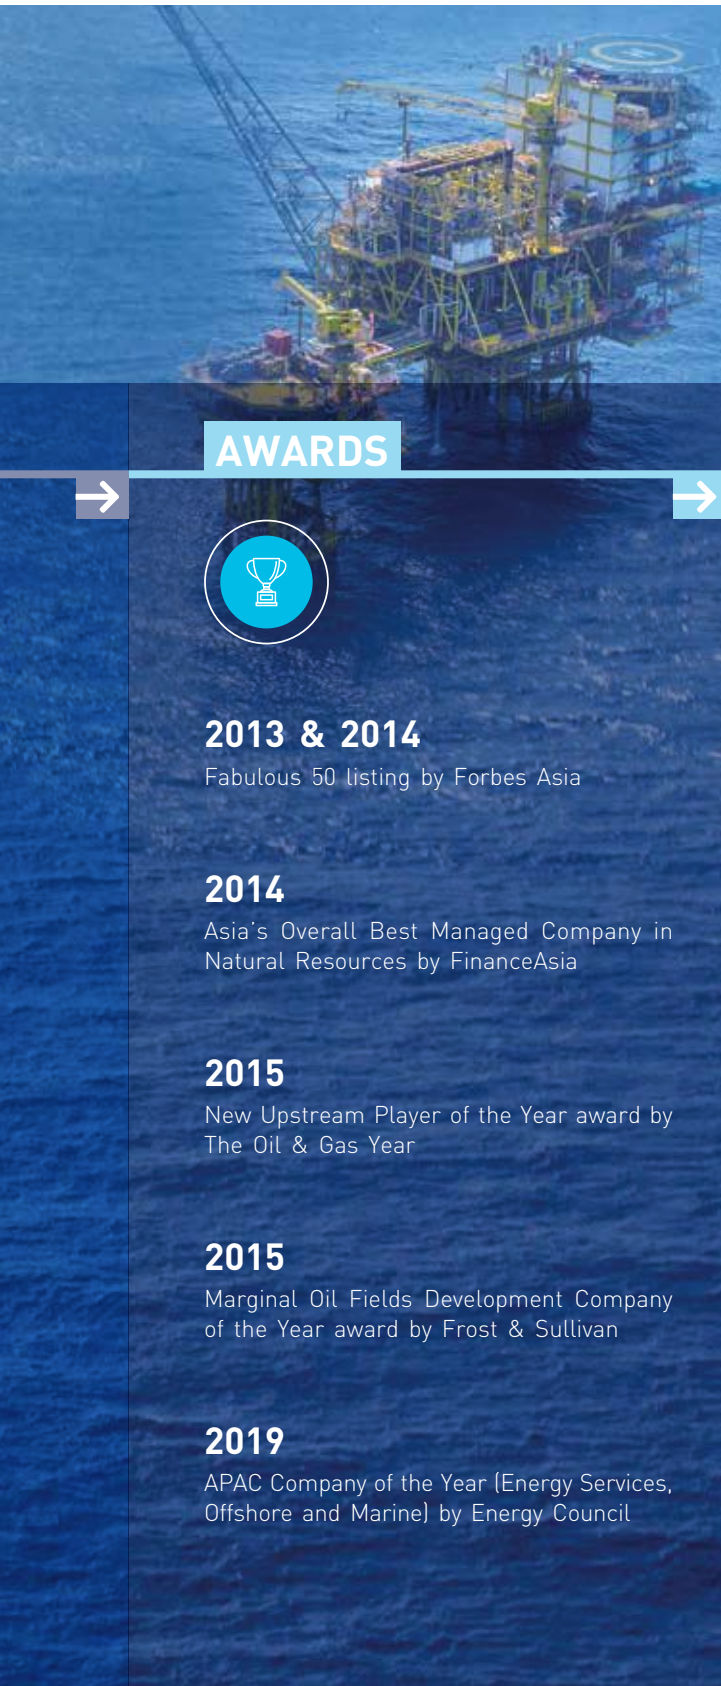 AWARDS
2013 & 2014
Fabulous 50 listing by Forbes Asia
2014
Asia’s Overall Best Managed Company in
Natural Resources by FinanceAsia
2015
New Upstream Player of the Year award by
The Oil & Gas Year
2015
Marginal Oil Fields Development Company
of the Year award by Frost & Sullivan
2019
APAC Company of the Year (Energy Services,
Offshore and Marine) by Energy Council